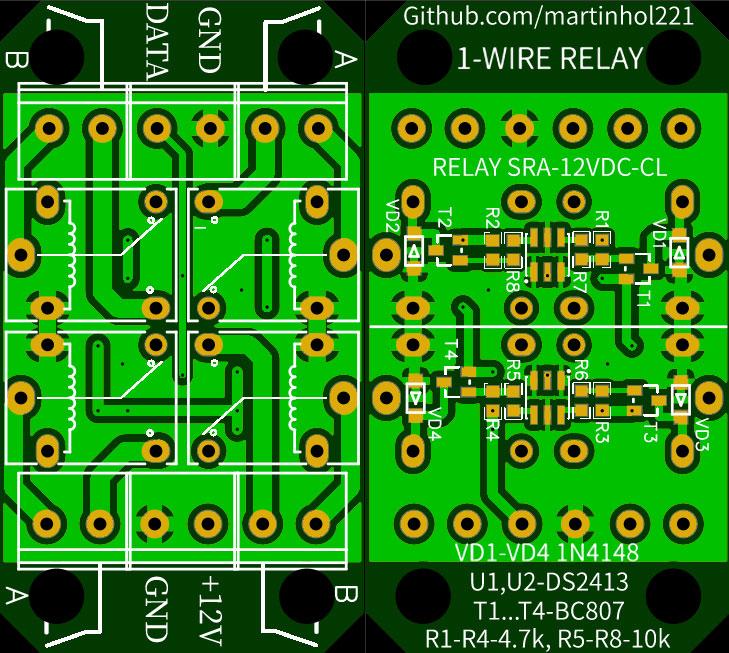 B
DATA
GND
A
A
GND
+12V
B
Github.com/martinhol221
1-WIRE RELAY
RELAY SRA-12VDC-CL
VD2
T2
R2
R1
VD1
R8
R7
T1
T4
R5
R6
VD4
R4
R3
T3
VD3
VD1-VD4 1N4148
U1,U2-DS2413
T1...T4-BC807
R1-R4-4.7k, R5-R8-10k